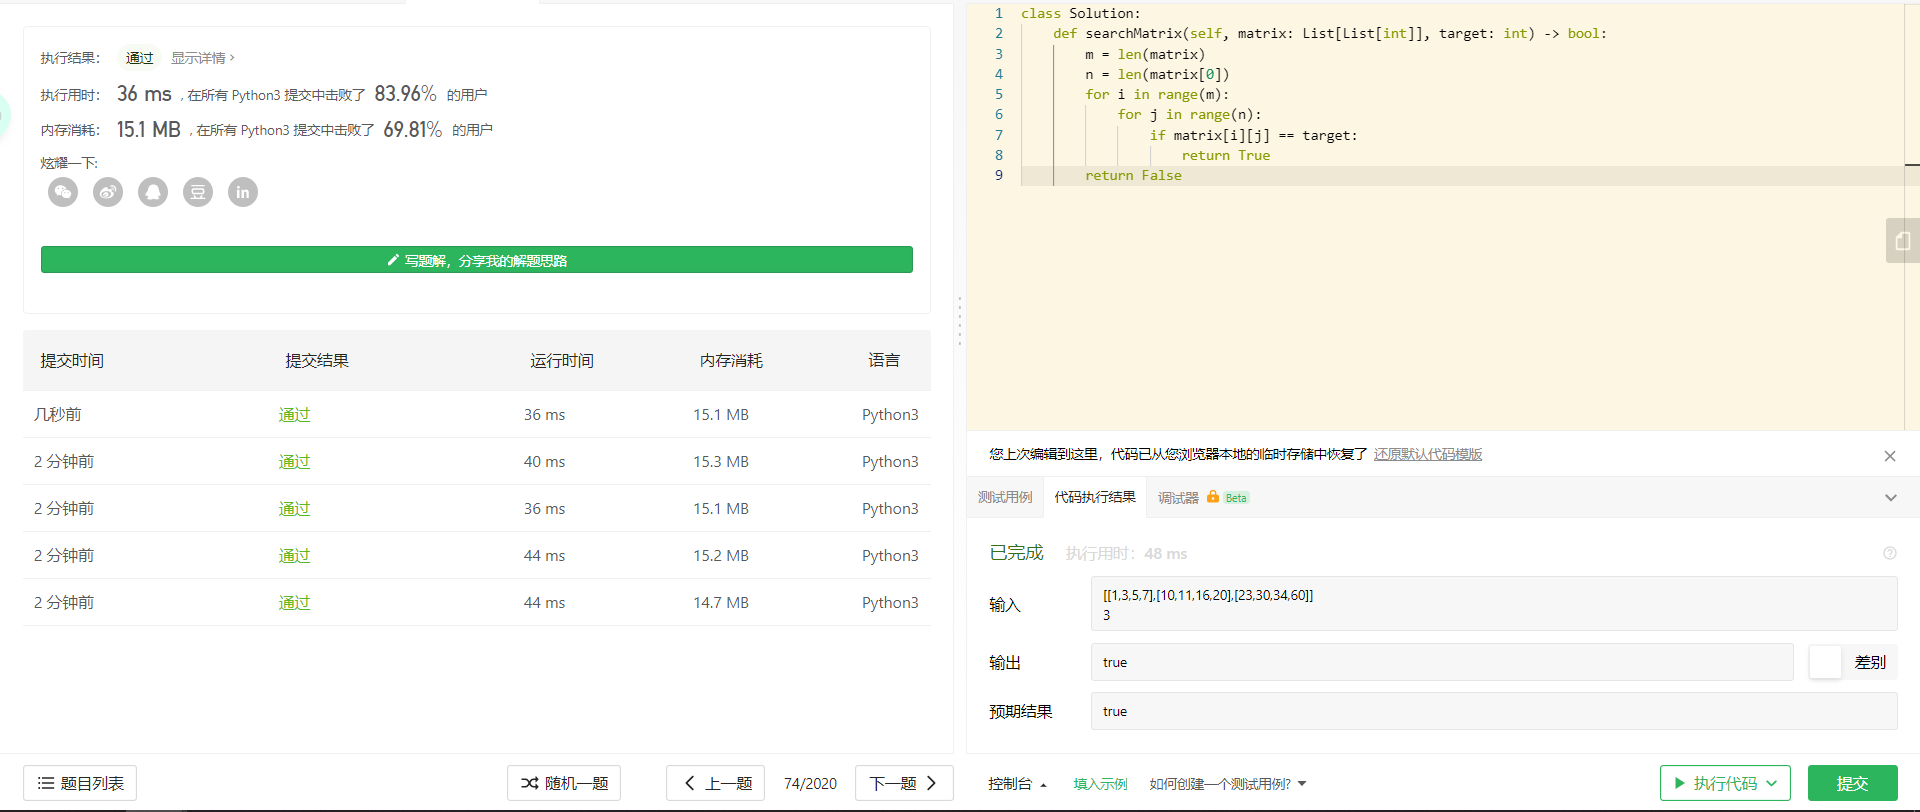 执行结果： 通过 显示详情 >
执行用时： 36 ms , 在所有 Python3 提交中击败了 83.96% 的用户
内存消耗： 15.1 MB , 在所有 Python3 提交中击败了 69.81% 的用户
炫耀一下:
豆 in
写题解，分享我的解题思路
提交时间 提交结果 运行时间 内存消耗 语言
几秒前 通过 36 ms 15.1 MB Python3
2 分钟前 通过 40 ms 15.3 MB Python3
2 分钟前 通过 36 ms 15.1 MB Python3
2 分钟前 通过 44 ms 15.2 MB Python3
2 分钟前 通过 44 ms 14.7 MB Python3
题目列表 随机一题 上一题 74/2020 下一题
1 class Solution:
2 def searchMatrix(self, matrix: List[List[int]], target: int) -> bool:
3 m = len(matrix)
4 n = len(matrix[0])
5 for i in range(m):
6 for j in range(n):
7 if matrix[i][j] == target:
8 return True
9 return False
您上次编辑到这里，代码已从您浏览器本地的临时存储中恢复了 还原默认代码模版
测试用例 代码执行结果 调试器 Beta
已完成 执行用时：48 ms
输入
[[1,3,5,7],[10,11,16,20],[23,30,34,60]]
3
输出 true 差别
预期结果 true
控制台 填入示例 如何创建一个测试用例? 执行代码 提交